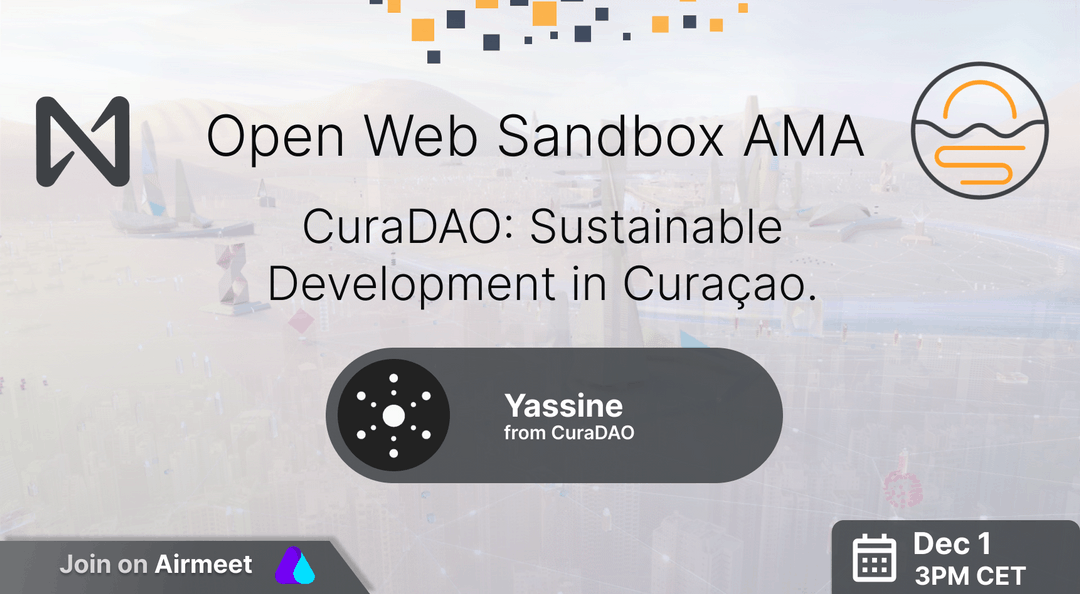 Open Web Sandbox AMA
CuraDAO: Sustainable
Development in Curaçao.
Yassine
from CuraDAO
Join on Airmeet
Dec 1
3PM CET